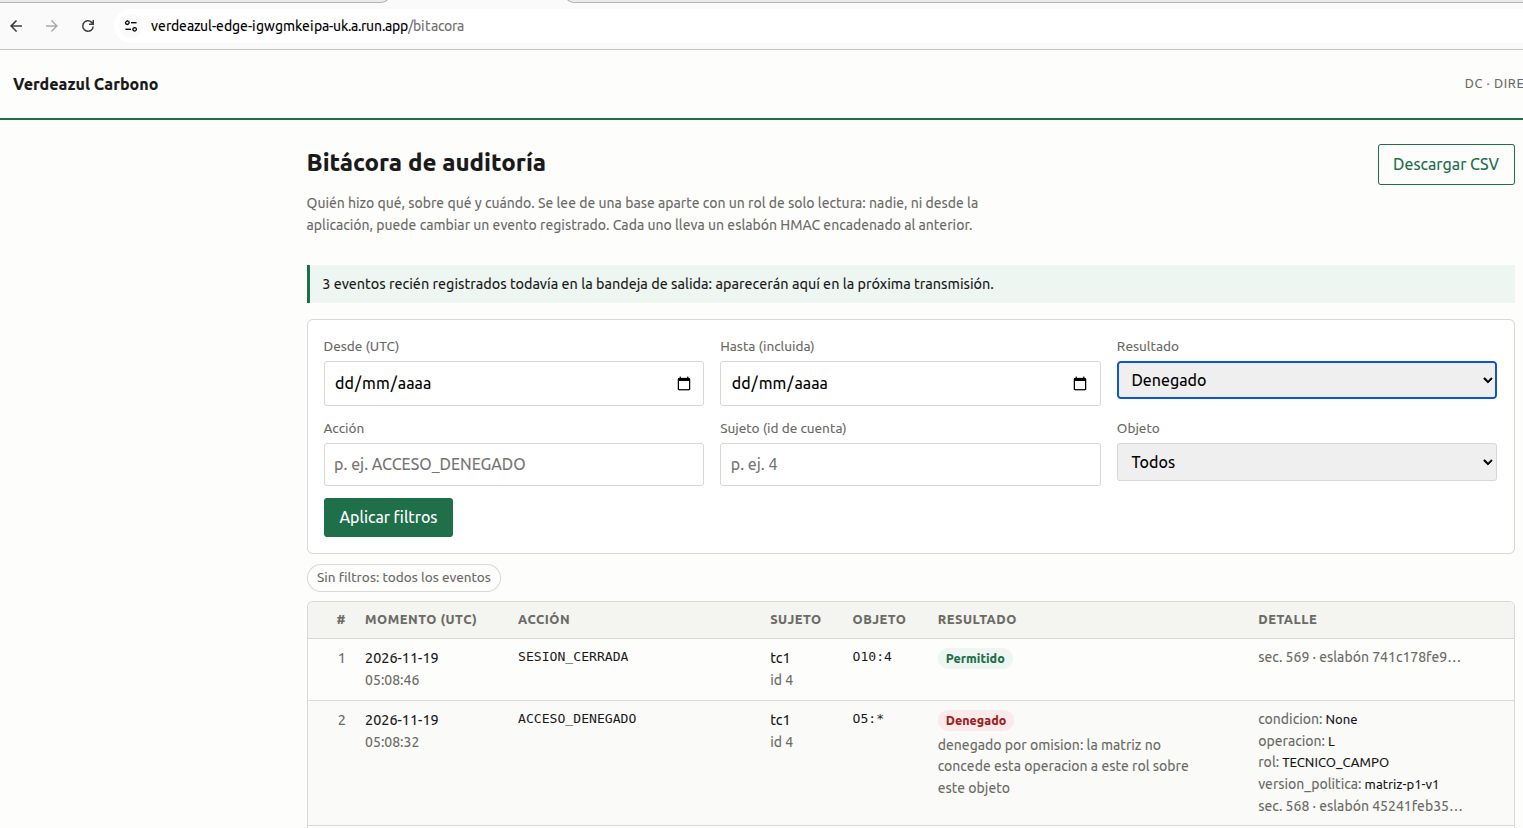 verdeazul-edge-igwgmkeipa-uk.a.run.app/bitacora
Verdeazul Carbono
DC · DIRE
Bitácora de auditoría
Descargar CSV
Quién hizo qué, sobre qué y cuándo. Se lee de una base aparte con un rol de solo lectura: nadie, ni desde la
aplicación, puede cambiar un evento registrado. Cada uno lleva un eslabón HMAC encadenado al anterior.
3 eventos recién registrados todavía en la bandeja de salida: aparecerán aquí en la próxima transmisión.
Desde (UTC) Hasta (incluida) Resultado
dd/mm/aaaa dd/mm/aaaa Denegado
Acción Sujeto (id de cuenta) Objeto
p. ej. ACCESO_DENEGADO p. ej. 4 Todos
Aplicar filtros
Sin filtros: todos los eventos
# MOMENTO (UTC) ACCIÓN SUJETO OBJETO RESULTADO DETALLE
1 2026-11-19 SESION_CERRADA tc1 O10:4 Permitido sec. 569 · eslabón 741c178fe9…
05:08:46 id 4
2 2026-11-19 ACCESO_DENEGADO tc1 O5:* Denegado condicion: None
05:08:32 id 4 denegado por omision: la matriz no operacion: L
concede esta operacion a este rol sobre rol: TECNICO_CAMPO
este objeto version_politica: matriz-p1-v1
sec. 568 · eslabón 45241feb35…